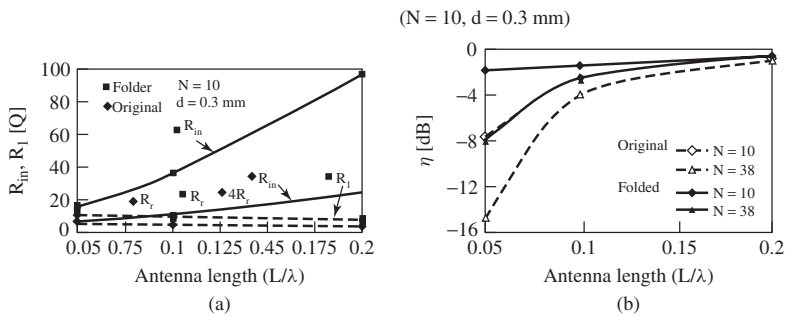 (N = 10, d = 0.3 mm)
(a)
(b)
R_in, R_1 [Q]
100
80
60
40
20
0
Folder
Original
N = 10
d = 0.3 mm
R_in
R_r
R_r
4R_r
R_in
R_1
0.05
0.75
0.1
0.125
0.15
0.175
0.2
Antenna length (L/λ)
(a)
η [dB]
0
−4
−8
−12
−16
Original
N = 10
N = 38
Folded
N = 10
N = 38
0.05
0.1
0.15
0.2
Antenna length (L/λ)
(b)